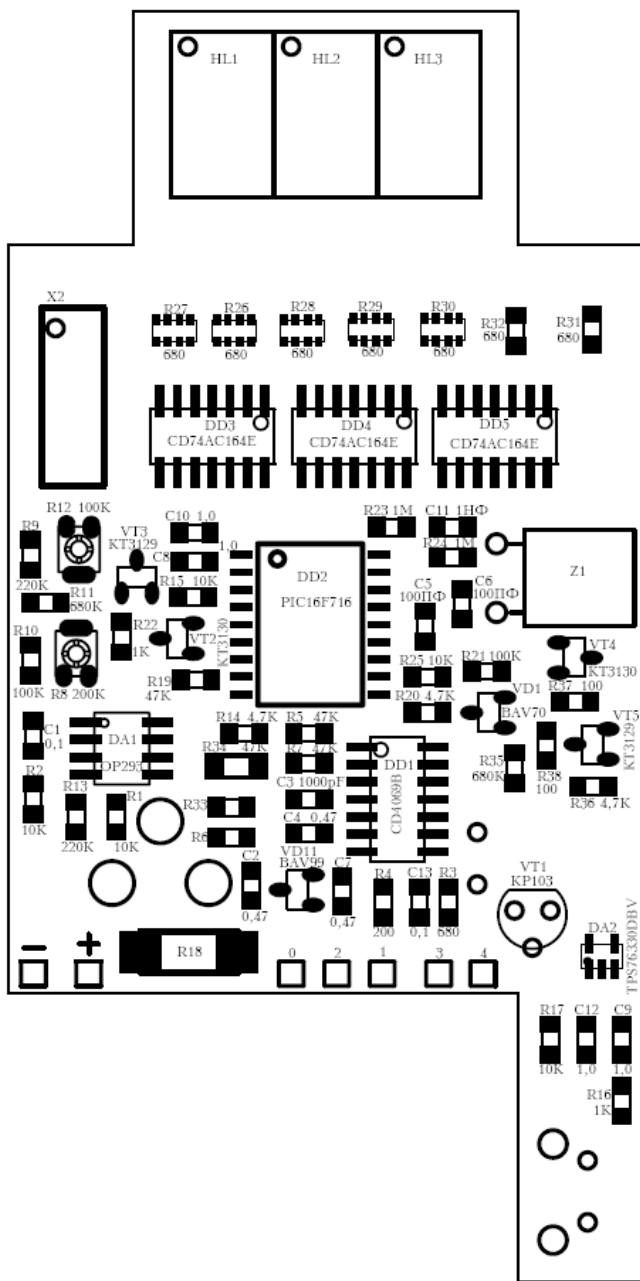 HL1
HL2
HL3
X2
R27
R26
R28
R29
R30
R32
680
R31
680
680
680
680
680
680
DD3
CD74AC164E
DD4
CD74AC164E
DD5
CD74AC164E
R12 100K
R9
220K
VT3
KT3129
C10 1,0
C8
1,0
R23 1M
C11 1НФ
R24 1M
R11
680K
R15 10K
DD2
PIC16F716
C5
100ПФ
C6
100ПФ
Z1
R10
100K
R22
1K
VT2
KT3130
R8 200K
R19
47K
R25 10K
R21 100K
VT4
KT3130
R20 4,7K
VD1
BAV70
R37 100
C1
0,1
DA1
OP293
R14 4,7K
R5 47K
R34 47K
R7 47K
DD1
CD4069B
VT5
KT3129
R35
680K
R38
100
R36 4,7K
R2
10K
R13
220K
R1
10K
C3 1000pF
R33
C4 0,47
R6
VD11
BAV99
C2
0,47
C7
0,47
R4
200
C13
0,1
R3
680
VT1
KP103
DA2
TPS76330DBV
−
+
R18
0
2
1
3
4
R17
10K
C12
1,0
C9
1,0
R16
1K